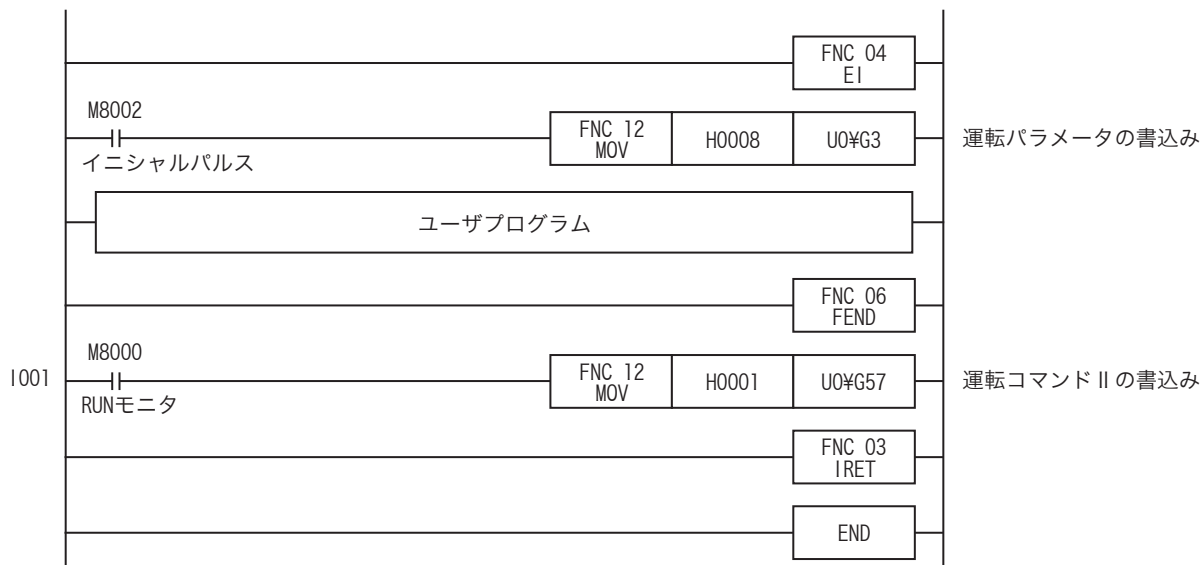 FNC 04
EI
M8002
イニシャルパルス
FNC 12
MOV
H0008
U0¥G3
運転パラメータの書込み
ユーザプログラム
FNC 06
FEND
I001
M8000
RUNモニタ
FNC 12
MOV
H0001
U0¥G57
運転コマンドⅡの書込み
FNC 03
IRET
END